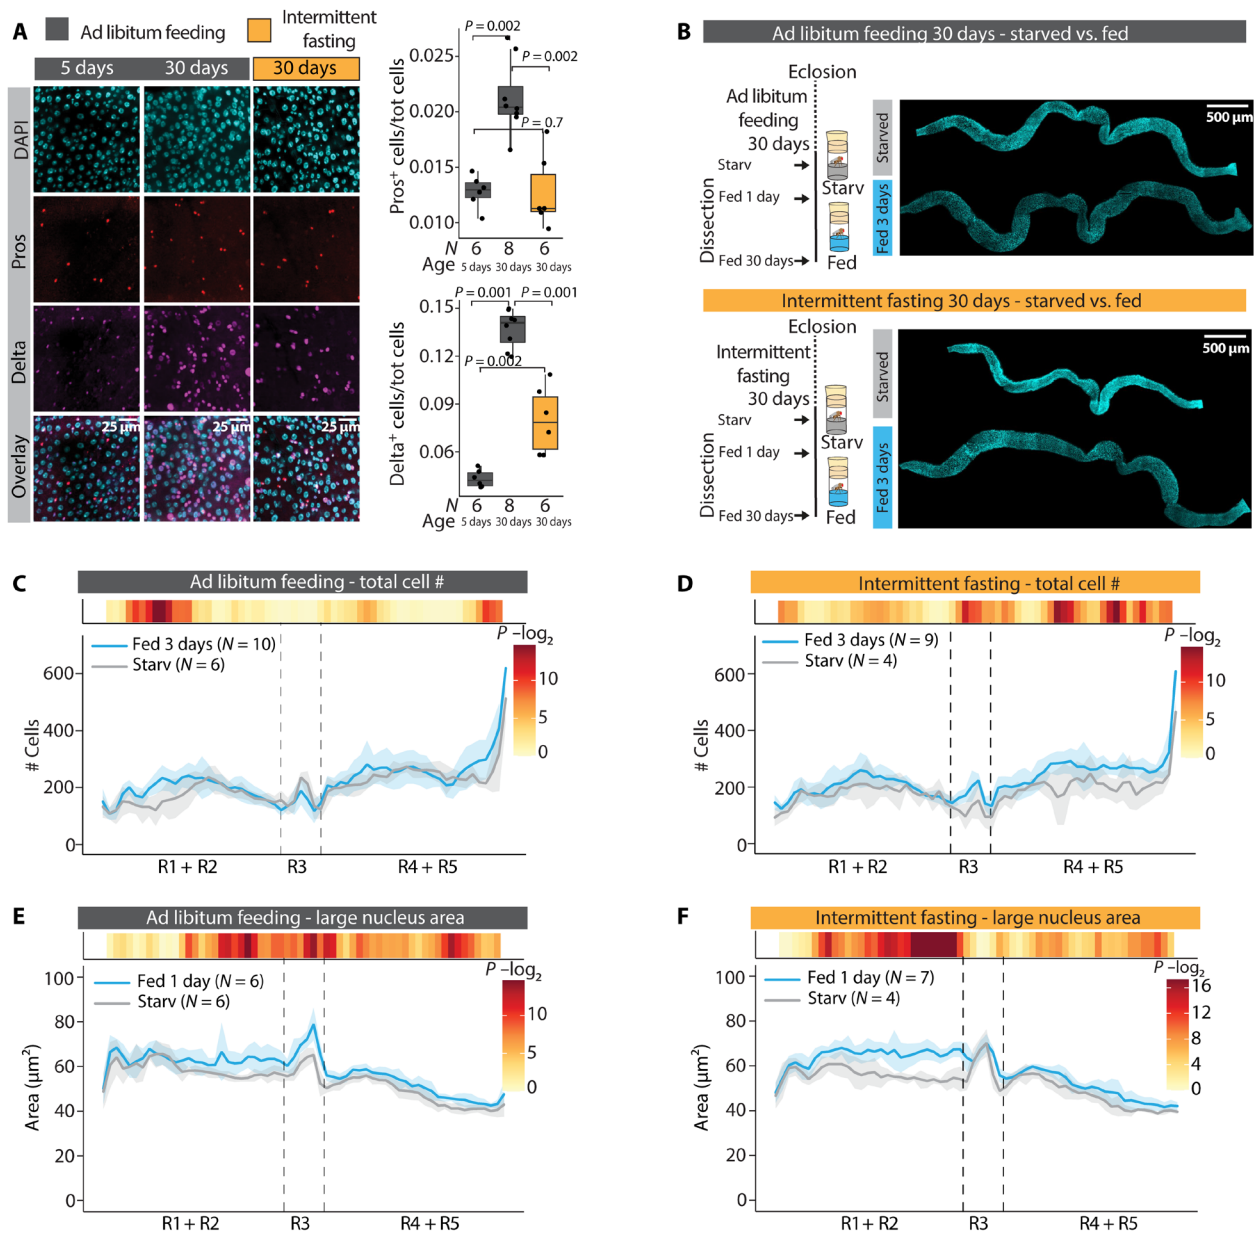 A
Ad libitum feeding
Intermittent
fasting
5 days
30 days
30 days
DAPI
Pros
Delta
Overlay
25 µm
25 µm
25 µm
Pros+ cells/tot cells
P = 0.002
P = 0.002
P = 0.7
0.025
0.020
0.015
0.010
N 6 8 6
Age 5 days 30 days 30 days
Delta+ cells/tot cells
P = 0.001
P = 0.001
P = 0.002
0.15
0.12
0.09
0.06
N 6 8 6
Age 5 days 30 days 30 days
B
Ad libitum feeding 30 days - starved vs. fed
Eclosion
Ad libitum
feeding
30 days
Starv
Fed 1 day
Fed 30 days
Dissection
Starv
Fed
Starved
Fed 3 days
500 µm
Intermittent fasting 30 days - starved vs. fed
Eclosion
Intermittent
fasting
30 days
Starv
Fed 1 day
Fed 30 days
Dissection
Starv
Fed
Starved
Fed 3 days
500 µm
C
Ad libitum feeding - total cell #
Fed 3 days (N = 10)
Starv (N = 6)
P –log2
10
5
0
# Cells
600
400
200
0
R1 + R2
R3
R4 + R5
D
Intermittent fasting - total cell #
Fed 3 days (N = 9)
Starv (N = 4)
P –log2
10
5
0
# Cells
600
400
200
0
R1 + R2
R3
R4 + R5
E
Ad libitum feeding - large nucleus area
Fed 1 day (N = 6)
Starv (N = 6)
P –log2
10
5
0
Area (µm²)
100
80
60
40
20
0
R1 + R2
R3
R4 + R5
F
Intermittent fasting - large nucleus area
Fed 1 day (N = 7)
Starv (N = 4)
P –log2
16
12
8
4
0
Area (µm²)
100
80
60
40
20
0
R1 + R2
R3
R4 + R5